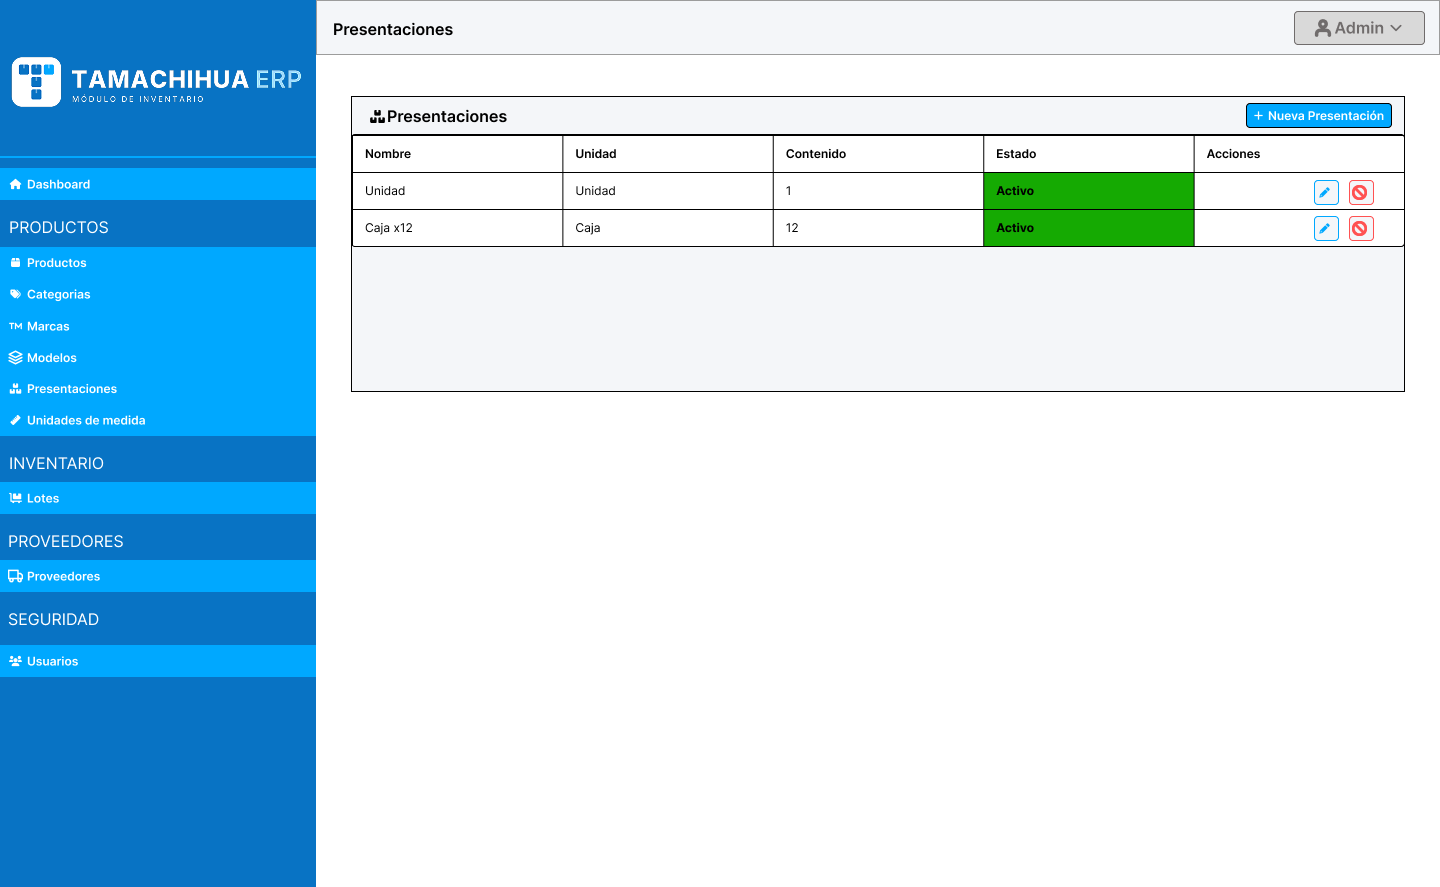 TAMACHIHUA ERP
MÓDULO DE INVENTARIO
Dashboard
PRODUCTOS
Productos
Categorias
TM Marcas
Modelos
Presentaciones
Unidades de medida
INVENTARIO
Lotes
PROVEEDORES
Proveedores
SEGURIDAD
Usuarios
Presentaciones
Admin
Presentaciones
+ Nueva Presentación
Nombre Unidad Contenido Estado Acciones
Unidad Unidad 1 Activo
Caja x12 Caja 12 Activo